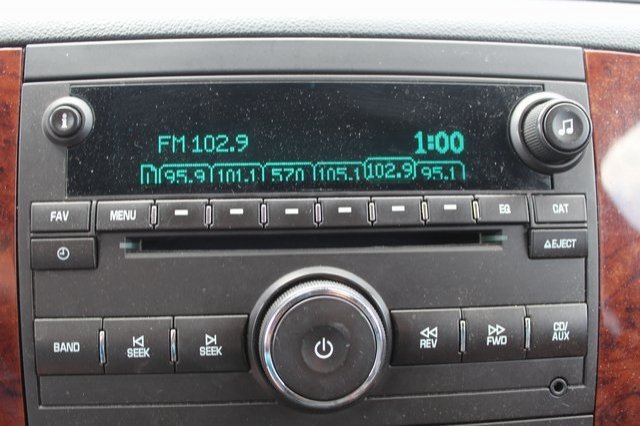 FM 102.9 1:00
1 95.9 101.1 570 105.1 102.9 95.1
FAV MENU EQ CAT
EJECT
BAND SEEK SEEK REV FWD CD/
AUX